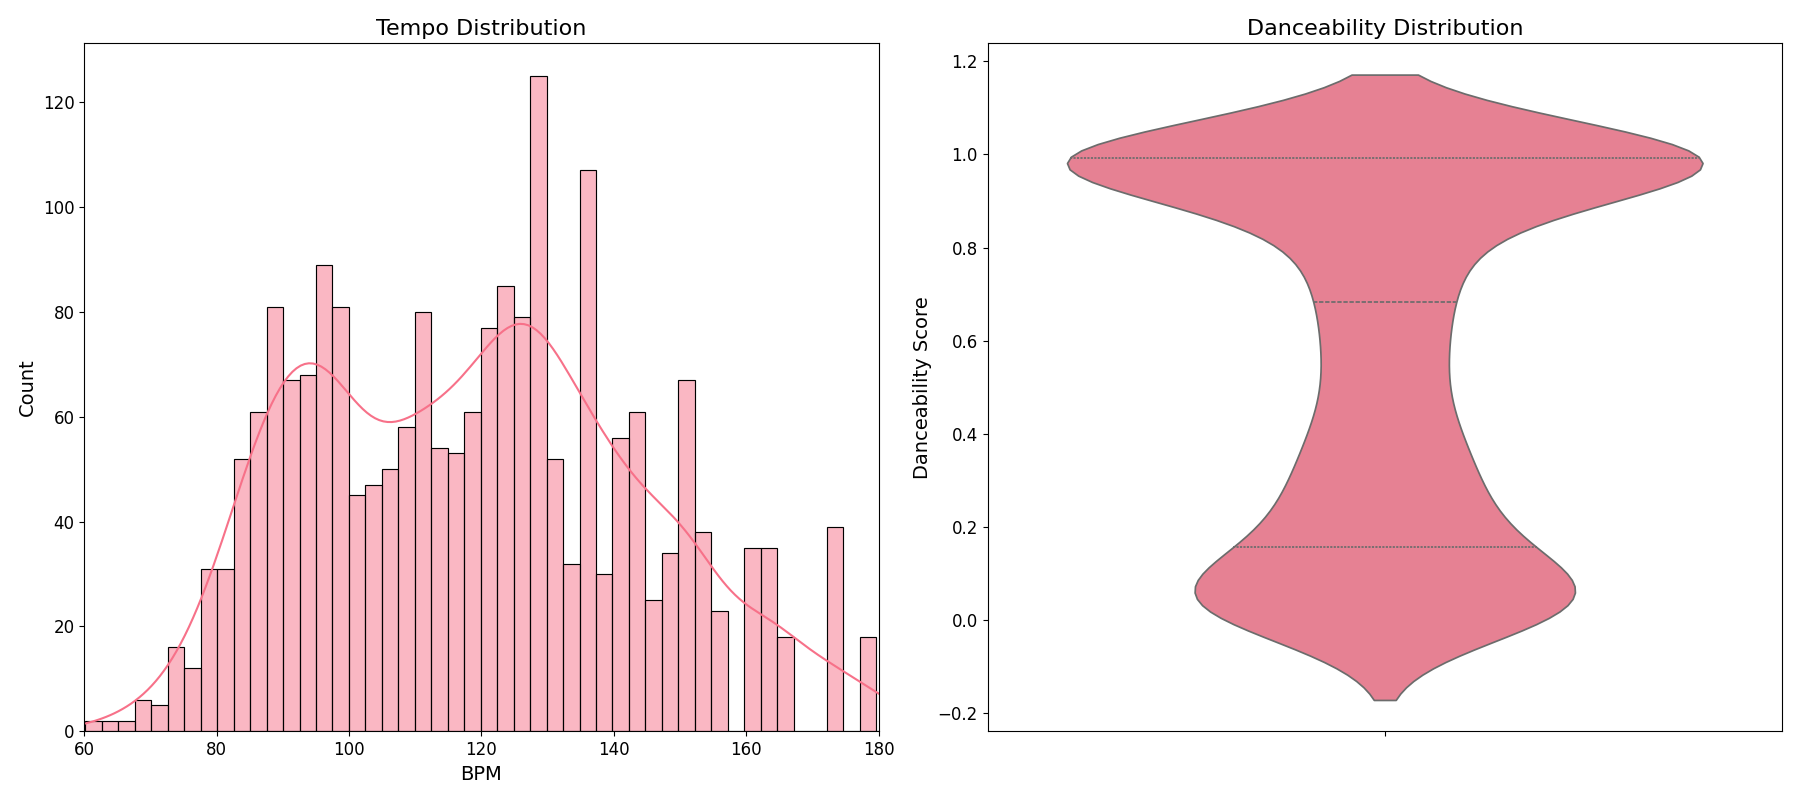 Tempo Distribution
120
100
80
60
40
20
0
Count
60 80 100 120 140 160 180
BPM
Danceability Distribution
1.2
1.0
0.8
0.6
0.4
0.2
0.0
−0.2
Danceability Score